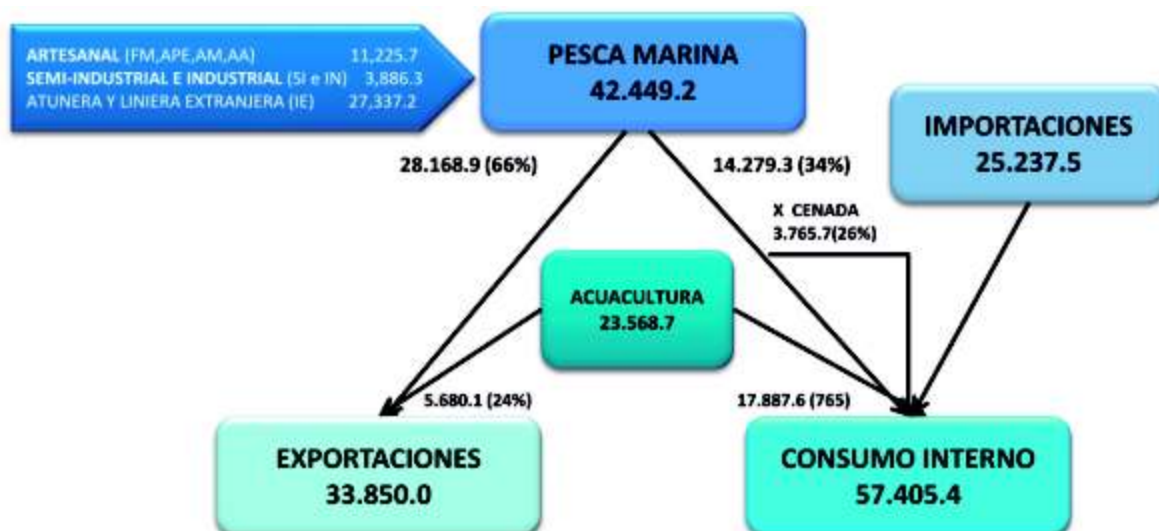 ARTESANAL (FM,APE,AM,AA) 11,225.7
SEMI-INDUSTRIAL E INDUSTRIAL (SI e IN) 3,886.3
ATUNERA Y LINIERA EXTRANJERA (IE) 27,337.2
PESCA MARINA
42.449.2
IMPORTACIONES
25.237.5
28.168.9 (66%)
14.279.3 (34%)
X CENADA
3.765.7(26%)
ACUACULTURA
23.568.7
5.680.1 (24%)
17.887.6 (765)
EXPORTACIONES
33.850.0
CONSUMO INTERNO
57.405.4